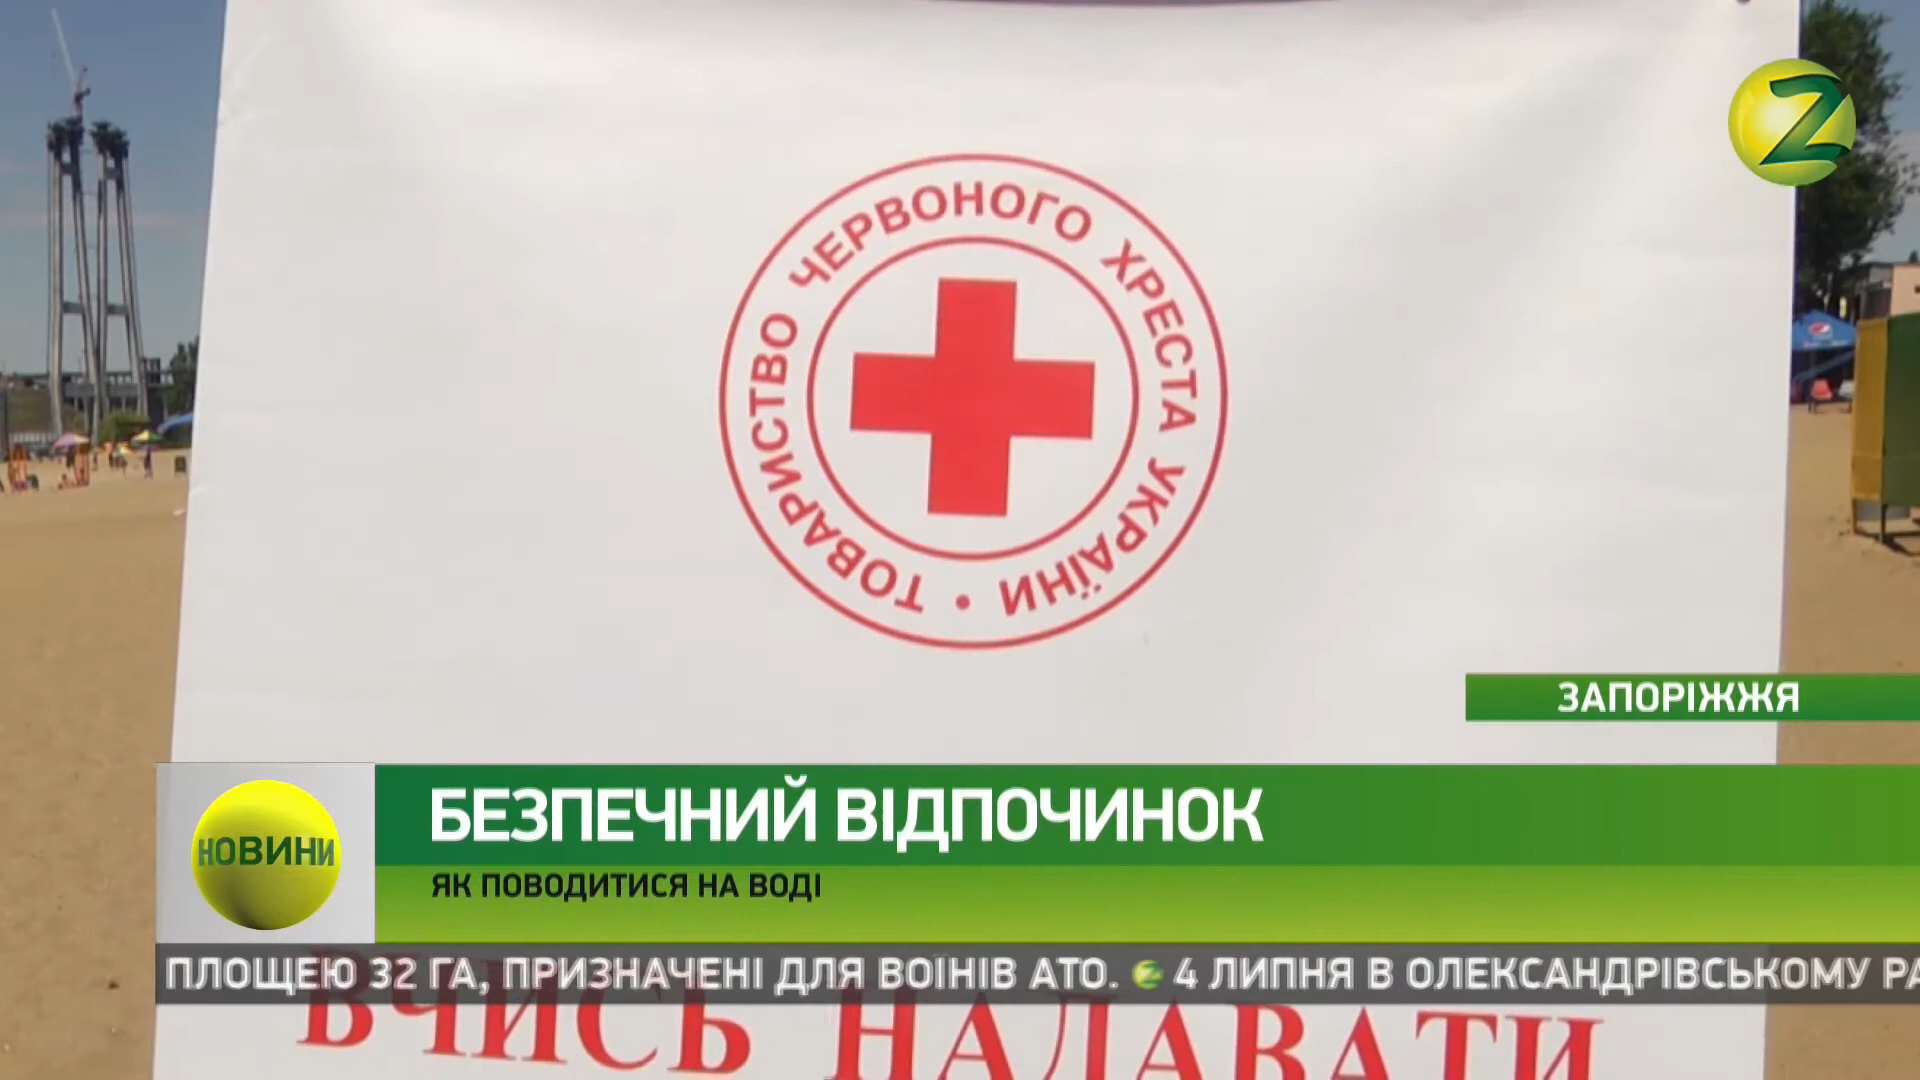 ТОВАРИСТВО ЧЕРВОНОГО ХРЕСТА УКРАЇНИ •
ЗАПОРІЖЖЯ
НОВИНИ
БЕЗПЕЧНИЙ ВІДПОЧИНОК
ЯК ПОВОДИТИСЯ НА ВОДІ
ПЛОЩЕЮ 32 ГА, ПРИЗНАЧЕНІ ДЛЯ ВОЇНІВ АТО. Z 4 ЛИПНЯ В ОЛЕКСАНДРІВСЬКОМУ РА
ВЧИСЬ НАДАВАТИ